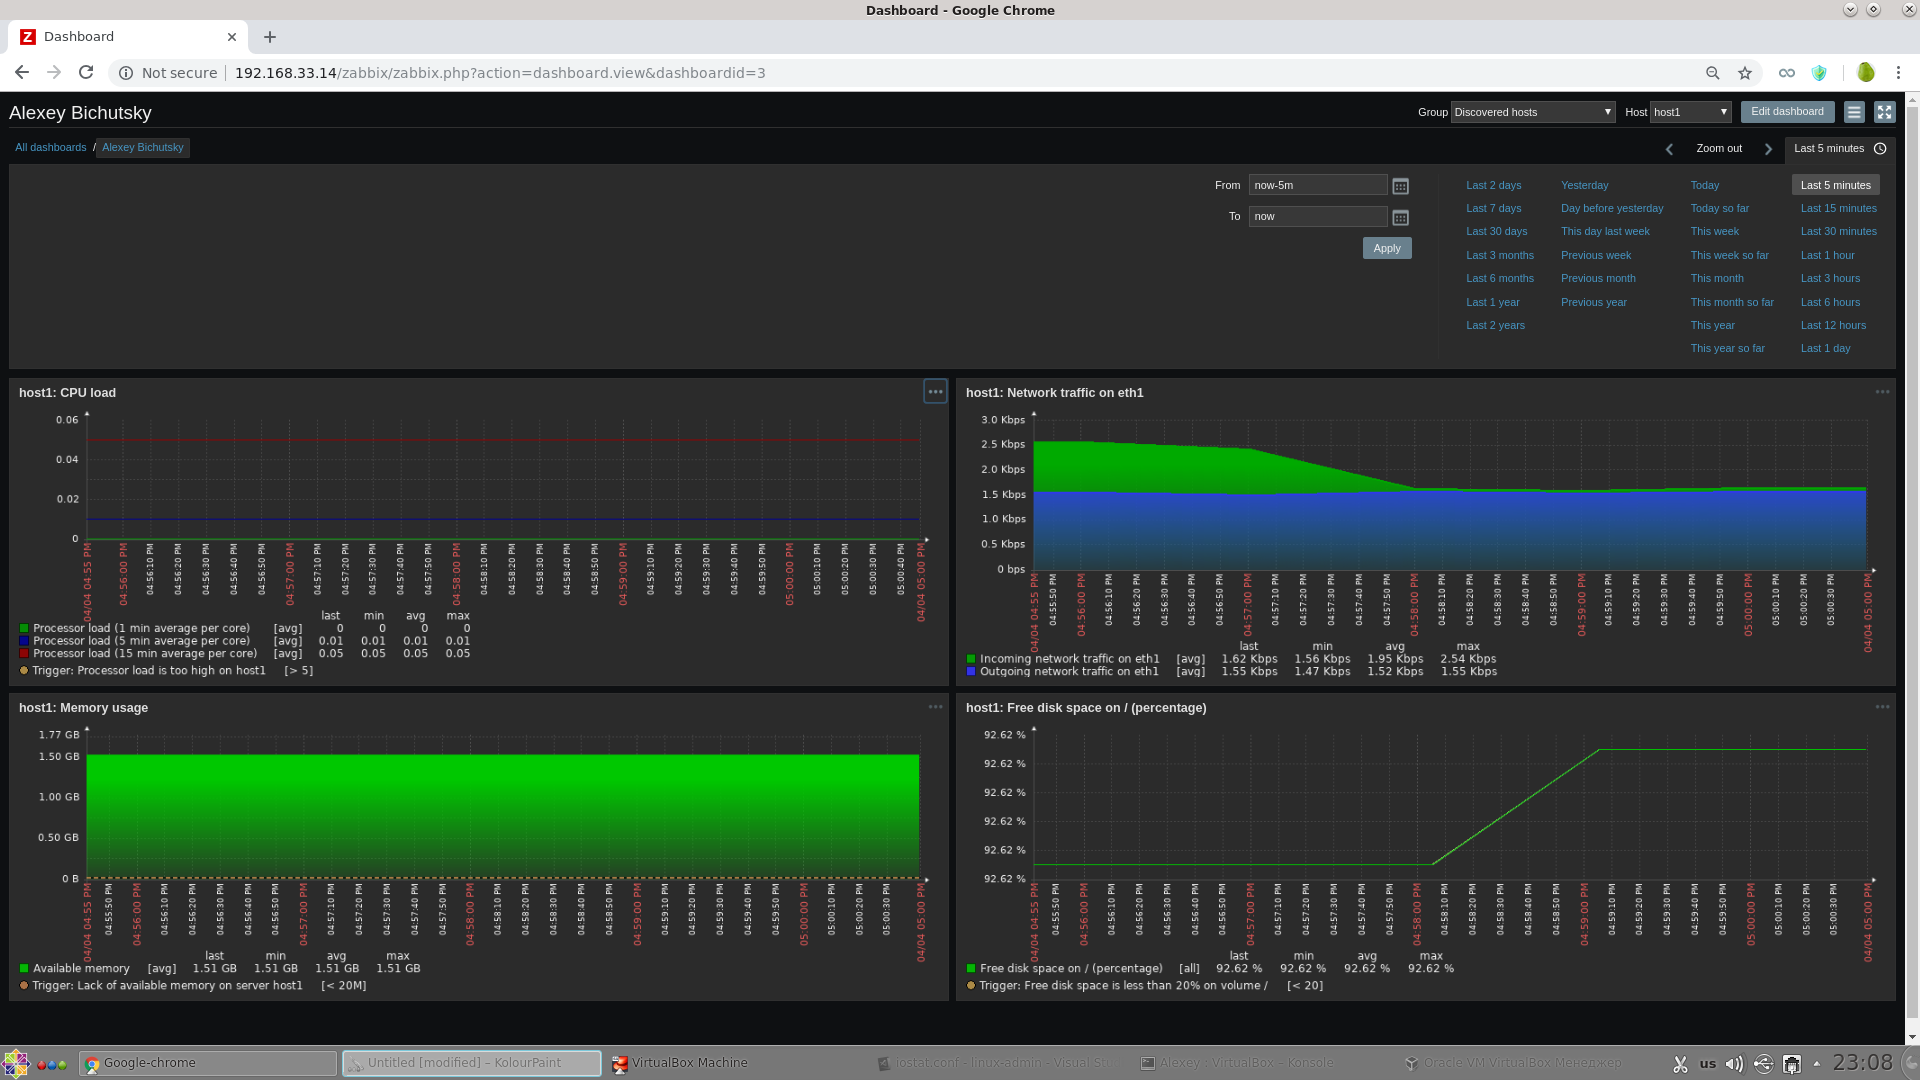 Dashboard - Google Chrome
Dashboard
Not secure 192.168.33.14/zabbix/zabbix.php?action=dashboard.view&dashboardid=3
Alexey Bichutsky
Group Discovered hosts Host host1 Edit dashboard
All dashboards / Alexey Bichutsky
Zoom out Last 5 minutes
From now-5m
To now
Apply
Last 2 days Yesterday Today Last 5 minutes
Last 7 days Day before yesterday Today so far Last 15 minutes
Last 30 days This day last week This week Last 30 minutes
Last 3 months Previous week This week so far Last 1 hour
Last 6 months Previous month This month Last 3 hours
Last 1 year Previous year This month so far Last 6 hours
Last 2 years This year Last 12 hours
This year so far Last 1 day
host1: CPU load
0.06
0.04
0.02
0
04/04 04:55 PM 04:56:00 PM 04:56:10 PM 04:56:20 PM 04:56:30 PM 04:56:40 PM 04:56:50 PM 04:57:00 PM 04:57:10 PM 04:57:20 PM 04:57:30 PM 04:57:40 PM 04:57:50 PM 04:58:00 PM 04:58:10 PM 04:58:20 PM 04:58:30 PM 04:58:40 PM 04:58:50 PM 04:59:00 PM 04:59:10 PM 04:59:20 PM 04:59:30 PM 04:59:40 PM 04:59:50 PM 05:00:00 PM 05:00:10 PM 05:00:20 PM 05:00:30 PM 05:00:40 PM 04/04 05:00 PM
last min avg max
Processor load (1 min average per core) [avg] 0 0 0 0
Processor load (5 min average per core) [avg] 0.01 0.01 0.01 0.01
Processor load (15 min average per core) [avg] 0.05 0.05 0.05 0.05
Trigger: Processor load is too high on host1 [> 5]
host1: Network traffic on eth1
3.0 Kbps
2.5 Kbps
2.0 Kbps
1.5 Kbps
1.0 Kbps
0.5 Kbps
0 bps
04/04 04:55 PM 04:55:50 PM 04:56:00 PM 04:56:10 PM 04:56:20 PM 04:56:30 PM 04:56:40 PM 04:56:50 PM 04:57:00 PM 04:57:10 PM 04:57:20 PM 04:57:30 PM 04:57:40 PM 04:57:50 PM 04:58:00 PM 04:58:10 PM 04:58:20 PM 04:58:30 PM 04:58:40 PM 04:58:50 PM 04:59:00 PM 04:59:10 PM 04:59:20 PM 04:59:30 PM 04:59:40 PM 04:59:50 PM 05:00:00 PM 05:00:10 PM 05:00:20 PM 05:00:30 PM 04/04 05:00 PM
last min avg max
Incoming network traffic on eth1 [avg] 1.62 Kbps 1.56 Kbps 1.95 Kbps 2.54 Kbps
Outgoing network traffic on eth1 [avg] 1.55 Kbps 1.47 Kbps 1.52 Kbps 1.55 Kbps
host1: Memory usage
1.77 GB
1.50 GB
1.00 GB
0.50 GB
0 B
04/04 04:55 PM 04:55:50 PM 04:56:00 PM 04:56:10 PM 04:56:20 PM 04:56:30 PM 04:56:40 PM 04:56:50 PM 04:57:00 PM 04:57:10 PM 04:57:20 PM 04:57:30 PM 04:57:40 PM 04:57:50 PM 04:58:00 PM 04:58:10 PM 04:58:20 PM 04:58:30 PM 04:58:40 PM 04:58:50 PM 04:59:00 PM 04:59:10 PM 04:59:20 PM 04:59:30 PM 04:59:40 PM 04:59:50 PM 05:00:00 PM 05:00:10 PM 05:00:20 PM 05:00:30 PM 04/04 05:00 PM
last min avg max
Available memory [avg] 1.51 GB 1.51 GB 1.51 GB 1.51 GB
Trigger: Lack of available memory on server host1 [< 20M]
host1: Free disk space on / (percentage)
92.62 %
92.62 %
92.62 %
92.62 %
92.62 %
92.62 %
04/04 04:55 PM 04:55:50 PM 04:56:00 PM 04:56:10 PM 04:56:20 PM 04:56:30 PM 04:56:40 PM 04:56:50 PM 04:57:00 PM 04:57:10 PM 04:57:20 PM 04:57:30 PM 04:57:40 PM 04:57:50 PM 04:58:00 PM 04:58:10 PM 04:58:20 PM 04:58:30 PM 04:58:40 PM 04:58:50 PM 04:59:00 PM 04:59:10 PM 04:59:20 PM 04:59:30 PM 04:59:40 PM 04:59:50 PM 05:00:00 PM 05:00:10 PM 05:00:20 PM 05:00:30 PM 04/04 05:00 PM
last min avg max
Free disk space on / (percentage) [all] 92.62 % 92.62 % 92.62 % 92.62 %
Trigger: Free disk space is less than 20% on volume / [< 20]
Google-chrome Untitled [modified] – KolourPaint VirtualBox Machine iostat.conf - linux-admin - Visual Alexey : VirtualBox – Konsole Oracle VM VirtualBox Менеджер us 23:08